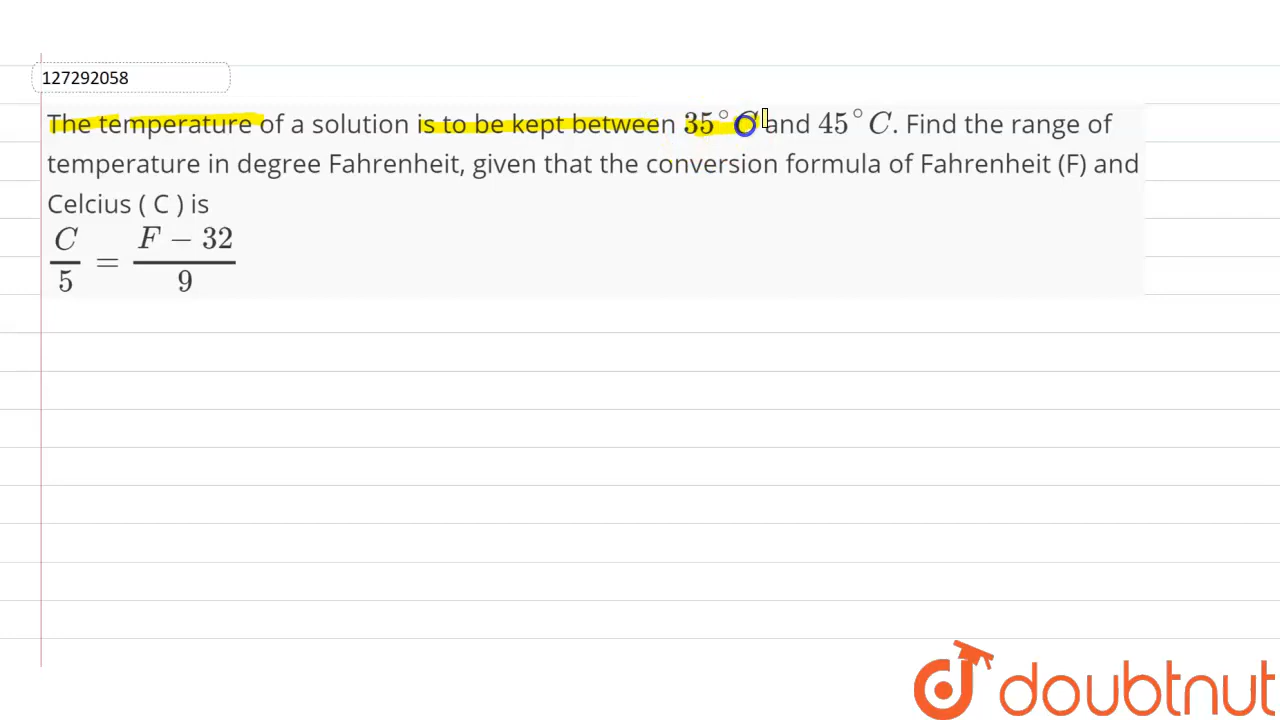 127292058
The temperature of a solution is to be kept between 35°C and 45°C. Find the range of
temperature in degree Fahrenheit, given that the conversion formula of Fahrenheit (F) and
Celcius ( C ) is
C/5 = F − 32/9
doubtnut